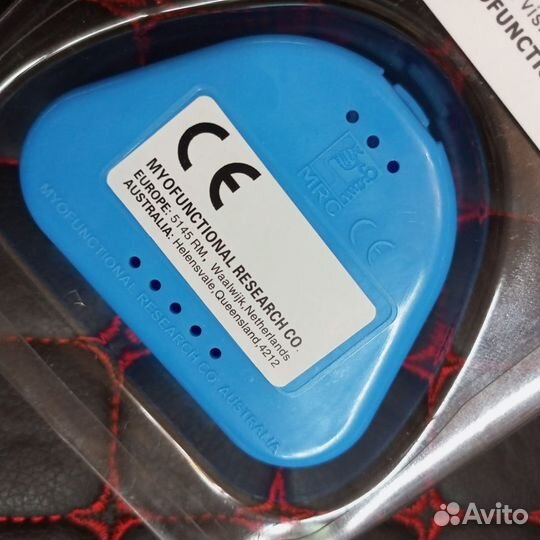 CE
MYOFUNCTIONAL RESEARCH CO.
EUROPE: 5145 RM, Waalwijk,Netherlands
AUSTRALIA: Helensvale,Queensland,4212
MRC
CE
MYOFUNCTIONAL RESEARCH CO. AUSTRALIA
Avito